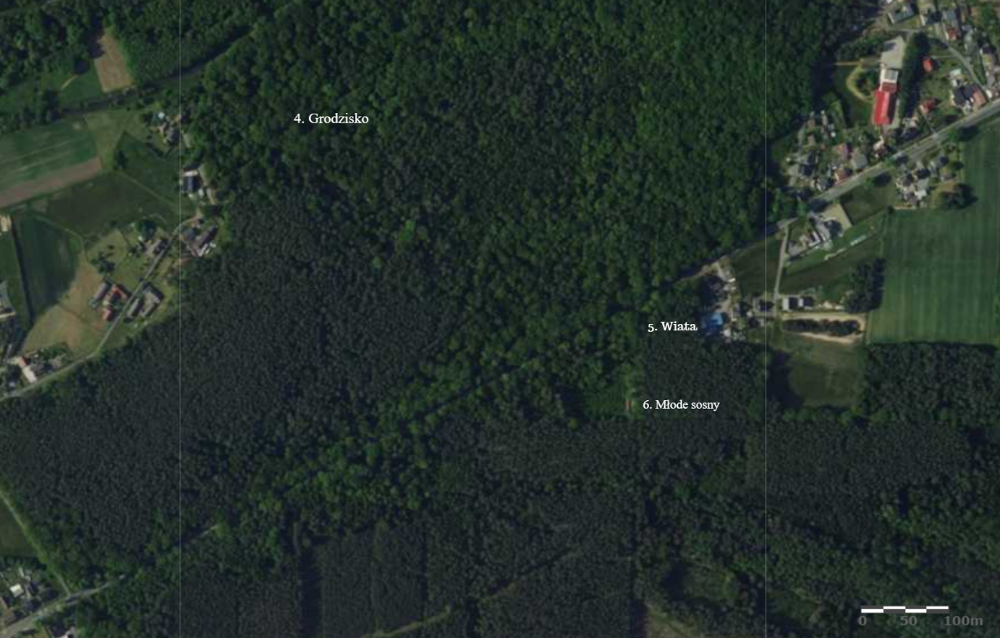 4. Grodzisko
5. Wiata
6. Młode sosny
0 50 100m